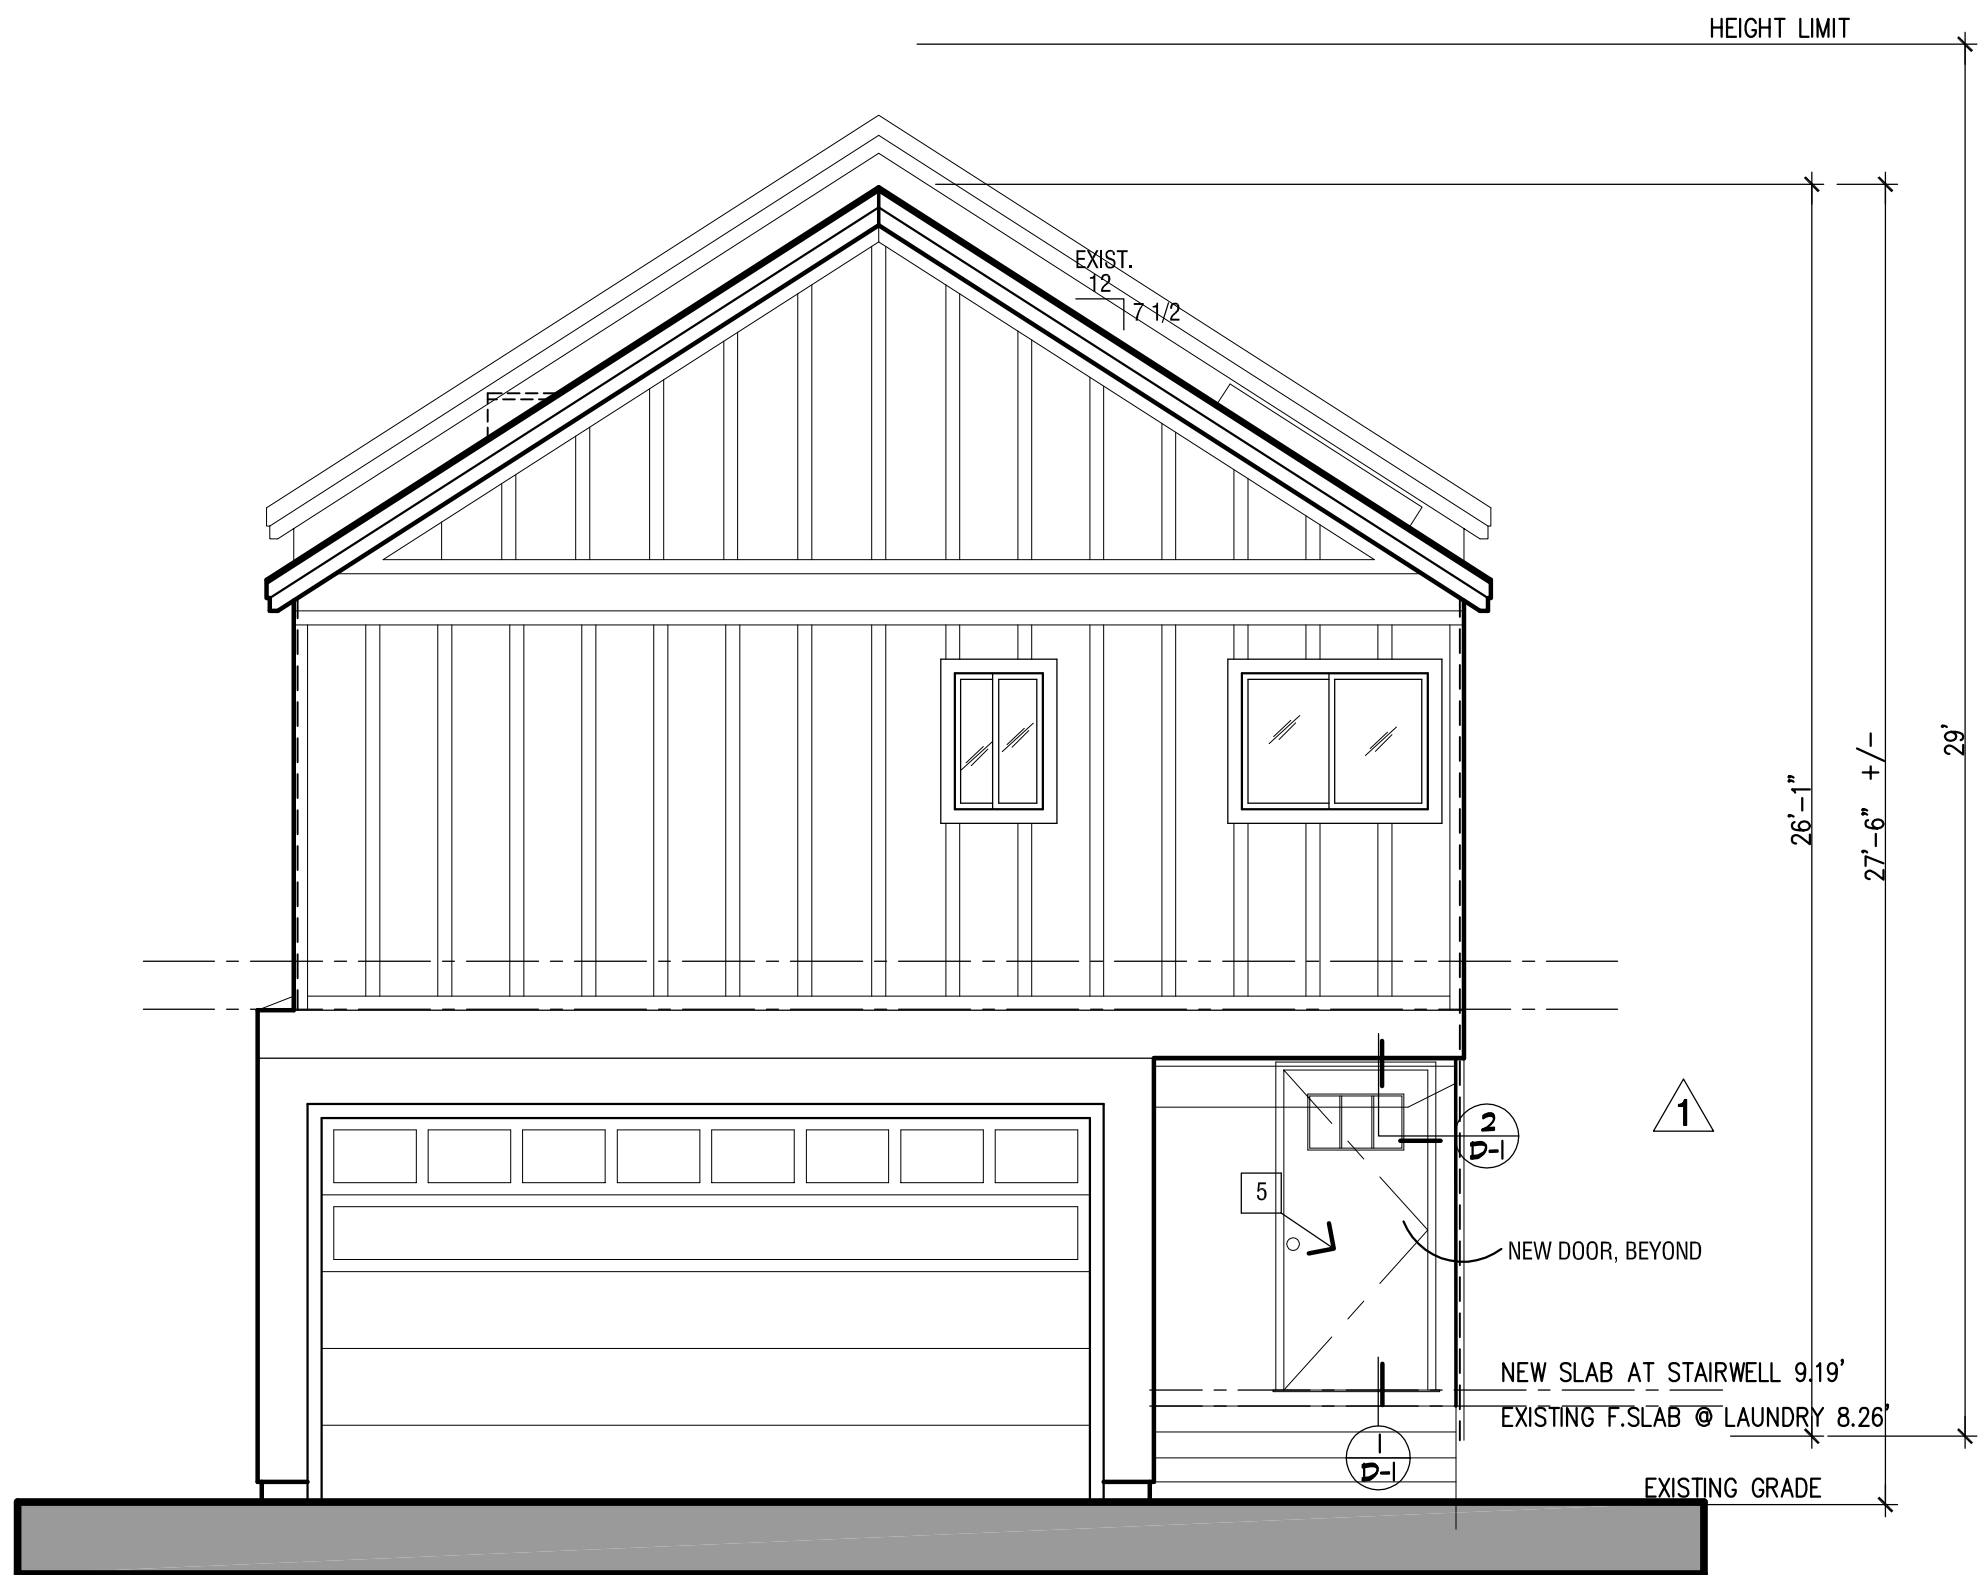 HEIGHT LIMIT
EXIST.
12
7 1/2
29'
26'-1"
27'-6" +/-
1
2
D-1
5
NEW DOOR, BEYOND
NEW SLAB AT STAIRWELL 9.19'
EXISTING F.SLAB @ LAUNDRY 8.26'
1
D-1
EXISTING GRADE